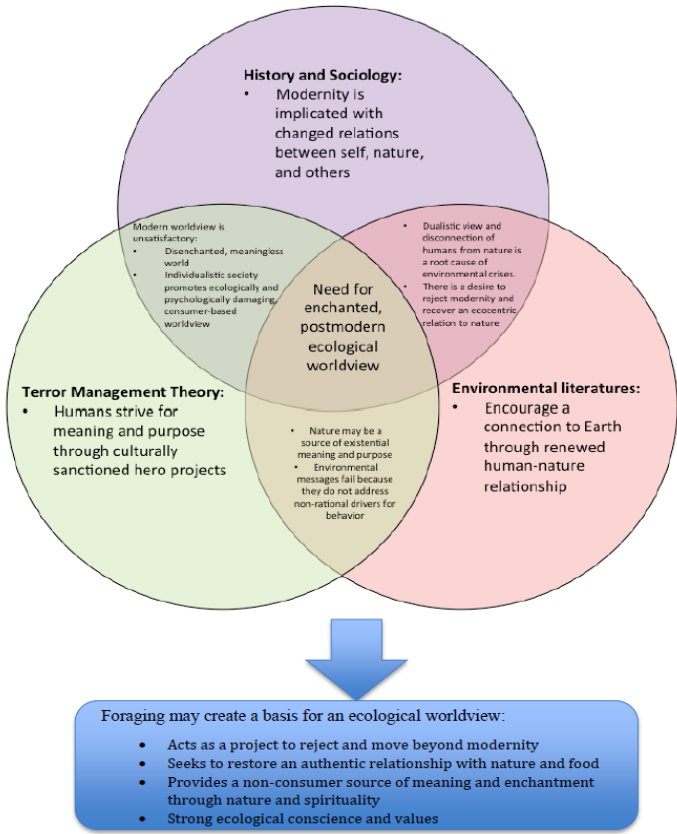 History and Sociology:
• Modernity is
implicated with
changed relations
between self, nature,
and others
Modern worldview is
unsatisfactory:
• Disenchanted, meaningless
world
• Individualistic society
promotes ecologically and
psychologically damaging,
consumer-based
worldview
• Dualistic view and
disconnection of
humans from nature is
a root cause of
environmental crises.
• There is a desire to
reject modernity and
recover an ecocentric
relation to nature
Need for
enchanted,
postmodern
ecological
worldview
Terror Management Theory:
• Humans strive for
meaning and purpose
through culturally
sanctioned hero projects
Environmental literatures:
• Encourage a
connection to Earth
through renewed
human-nature
relationship
• Nature may be a
source of existential
meaning and purpose
• Environmental
messages fail because
they do not address
non-rational drivers for
behavior
Foraging may create a basis for an ecological worldview:
• Acts as a project to reject and move beyond modernity
• Seeks to restore an authentic relationship with nature and food
• Provides a non-consumer source of meaning and enchantment
through nature and spirituality
• Strong ecological conscience and values